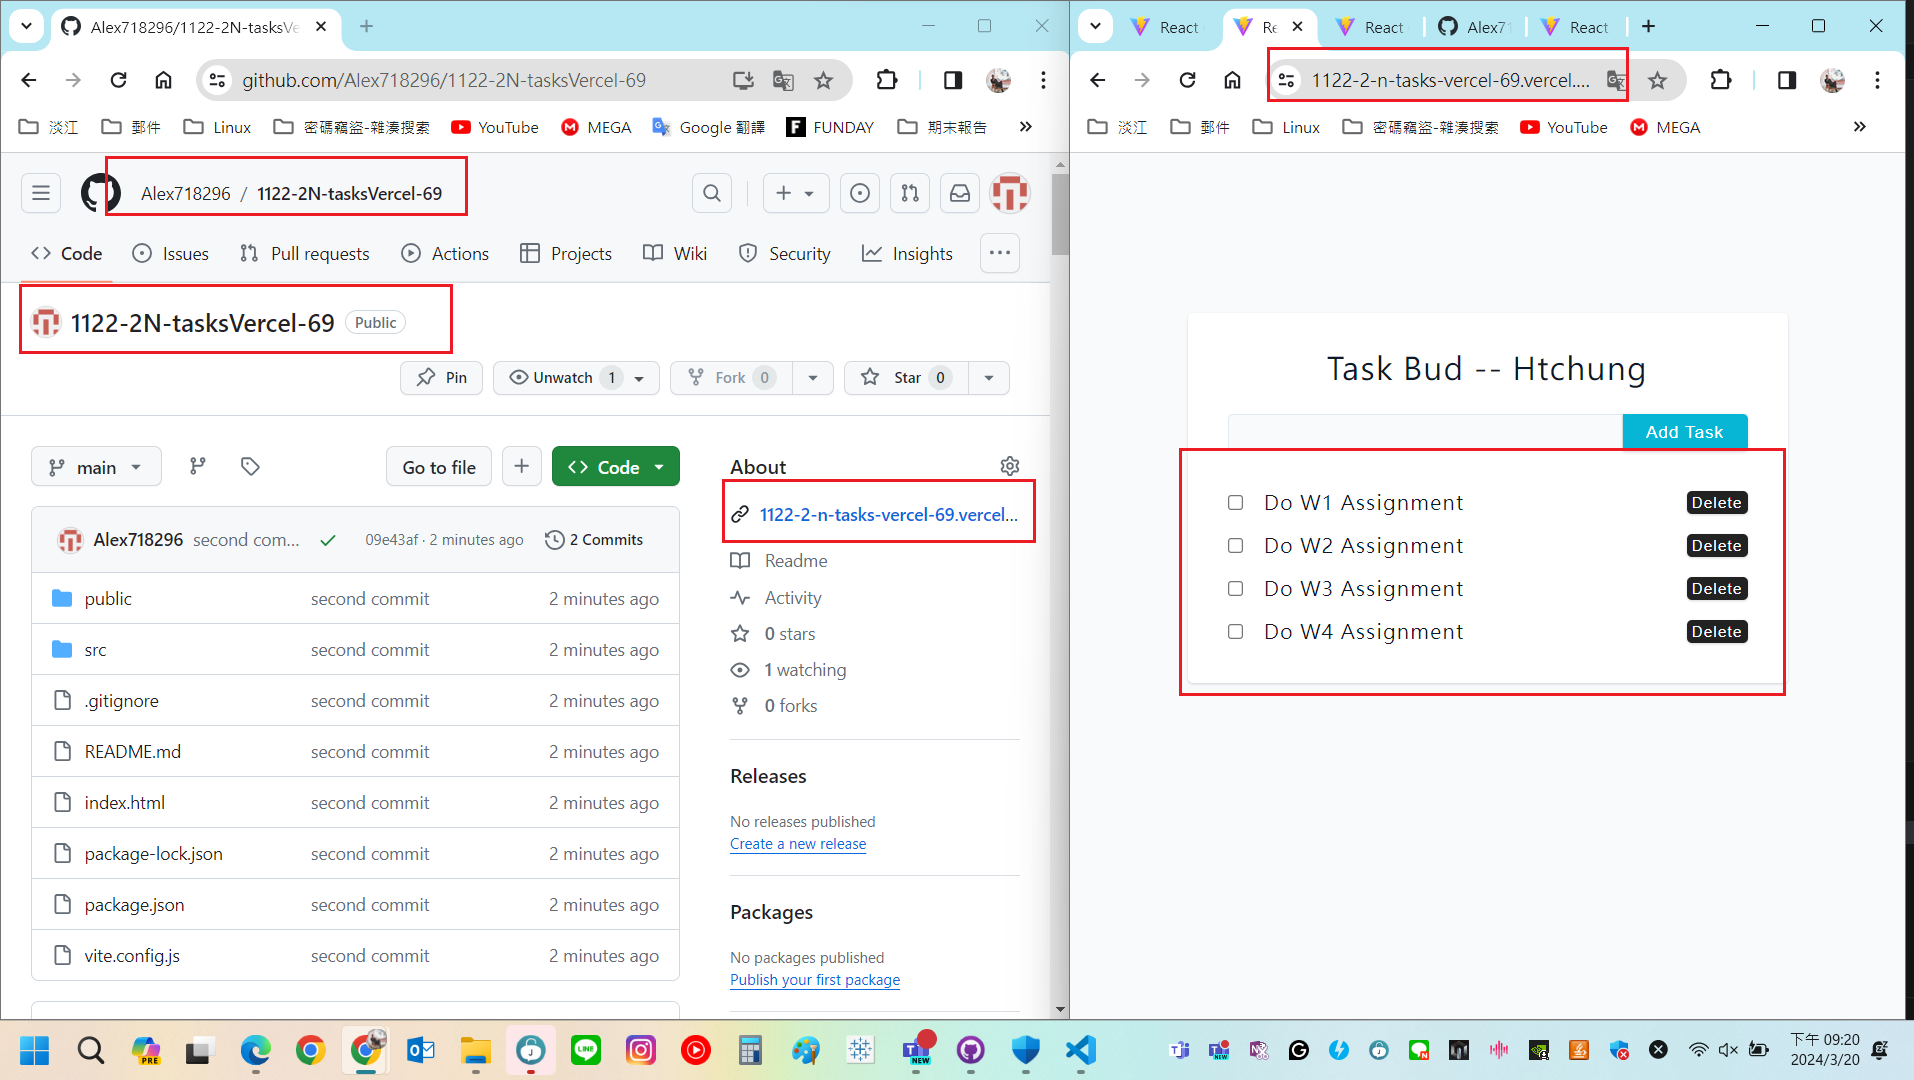 Alex718296/1122-2N-tasksVe
github.com/Alex718296/1122-2N-tasksVercel-69
淡江
郵件
Linux
密碼竊盜-雜湊搜索
YouTube
MEGA
Google 翻譯
FUNDAY
期末報告
Alex718296 / 1122-2N-tasksVercel-69
Code
Issues
Pull requests
Actions
Projects
Wiki
Security
Insights
1122-2N-tasksVercel-69 Public
Pin
Unwatch 1
Fork 0
Star 0
main
Go to file
Code
Alex718296 second com... 09e43af · 2 minutes ago 2 Commits
public second commit 2 minutes ago
src second commit 2 minutes ago
.gitignore second commit 2 minutes ago
README.md second commit 2 minutes ago
index.html second commit 2 minutes ago
package-lock.json second commit 2 minutes ago
package.json second commit 2 minutes ago
vite.config.js second commit 2 minutes ago
About
1122-2-n-tasks-vercel-69.vercel...
Readme
Activity
0 stars
1 watching
0 forks
Releases
No releases published
Create a new release
Packages
No packages published
Publish your first package
React
Re
React
Alex71
React
1122-2-n-tasks-vercel-69.vercel....
淡江
郵件
Linux
密碼竊盜-雜湊搜索
YouTube
MEGA
Task Bud -- Htchung
Add Task
Do W1 Assignment Delete
Do W2 Assignment Delete
Do W3 Assignment Delete
Do W4 Assignment Delete
PRE
NEW
下午 09:20
2024/3/20